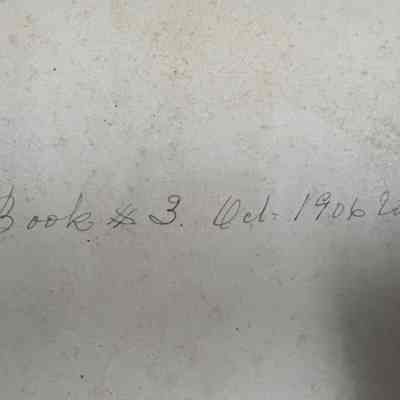 Book # 3. Oct- 1906